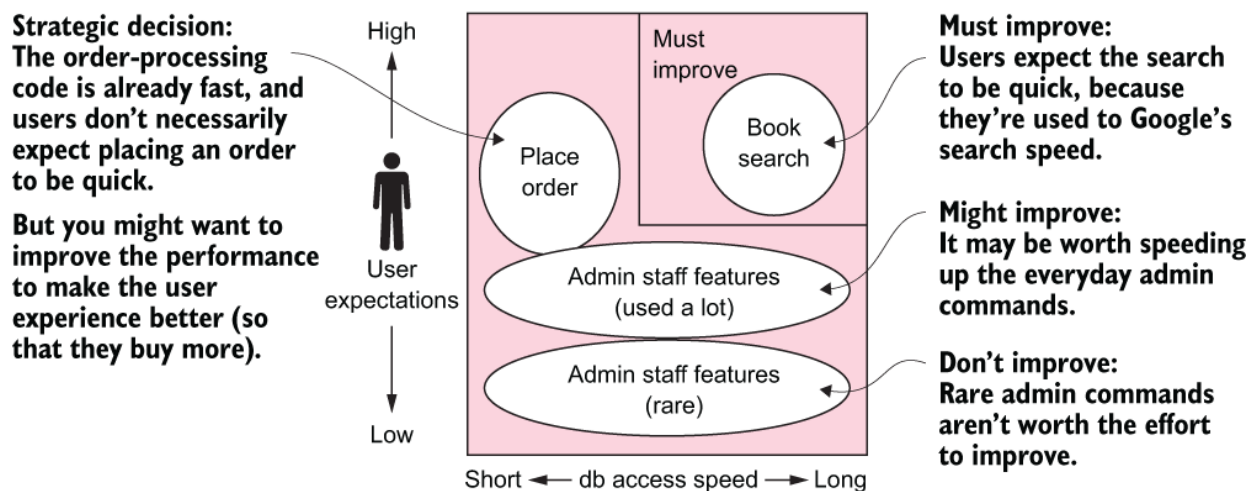 Strategic decision:
The order-processing
code is already fast, and
users don’t necessarily
expect placing an order
to be quick.
But you might want to
improve the performance
to make the user
experience better (so
that they buy more).
High
User
expectations
Low
Must
improve
Book
search
Place
order
Admin staff features
(used a lot)
Admin staff features
(rare)
Short
db access speed
Long
Must improve:
Users expect the search
to be quick, because
they’re used to Google’s
search speed.
Might improve:
It may be worth speeding
up the everyday admin
commands.
Don’t improve:
Rare admin commands
aren’t worth the effort
to improve.